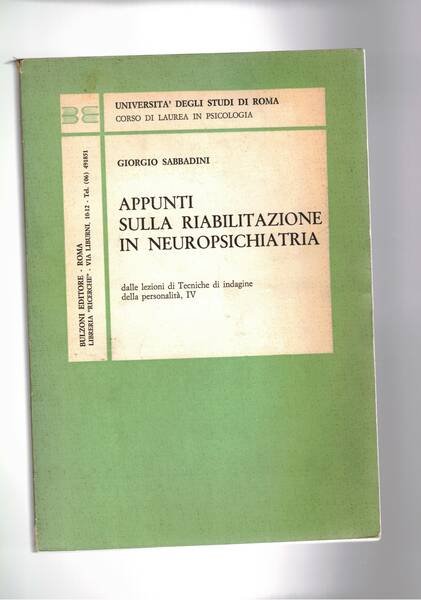 BE
UNIVERSITA' DEGLI STUDI DI ROMA
CORSO DI LAUREA IN PSICOLOGIA
GIORGIO SABBADINI
APPUNTI
SULLA RIABILITAZIONE
IN NEUROPSICHIATRIA
dalle lezioni di Tecniche di indagine
della personalità, IV
BULZONI EDITORE - ROMA
LIBRERIA "RICERCHE" - VIA LIBURNI, 10-12 - Tel. (06) 491851